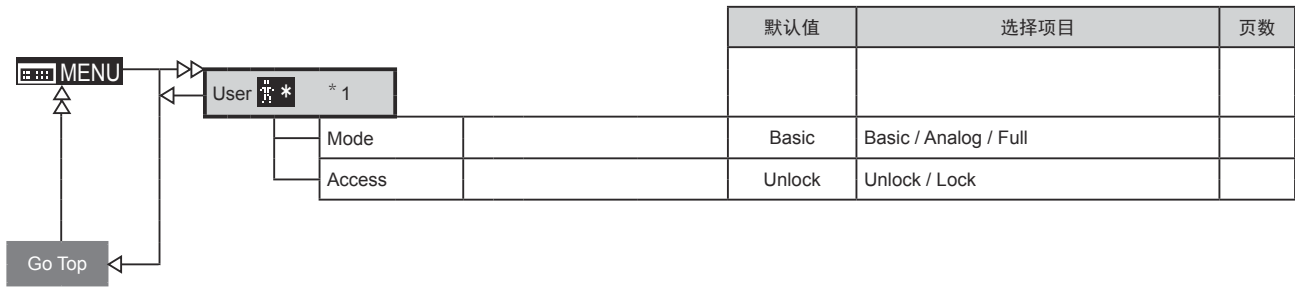 默认值 选择项目 页数
MENU
User * *1
Mode Basic Basic / Analog / Full
Access Unlock Unlock / Lock
Go Top